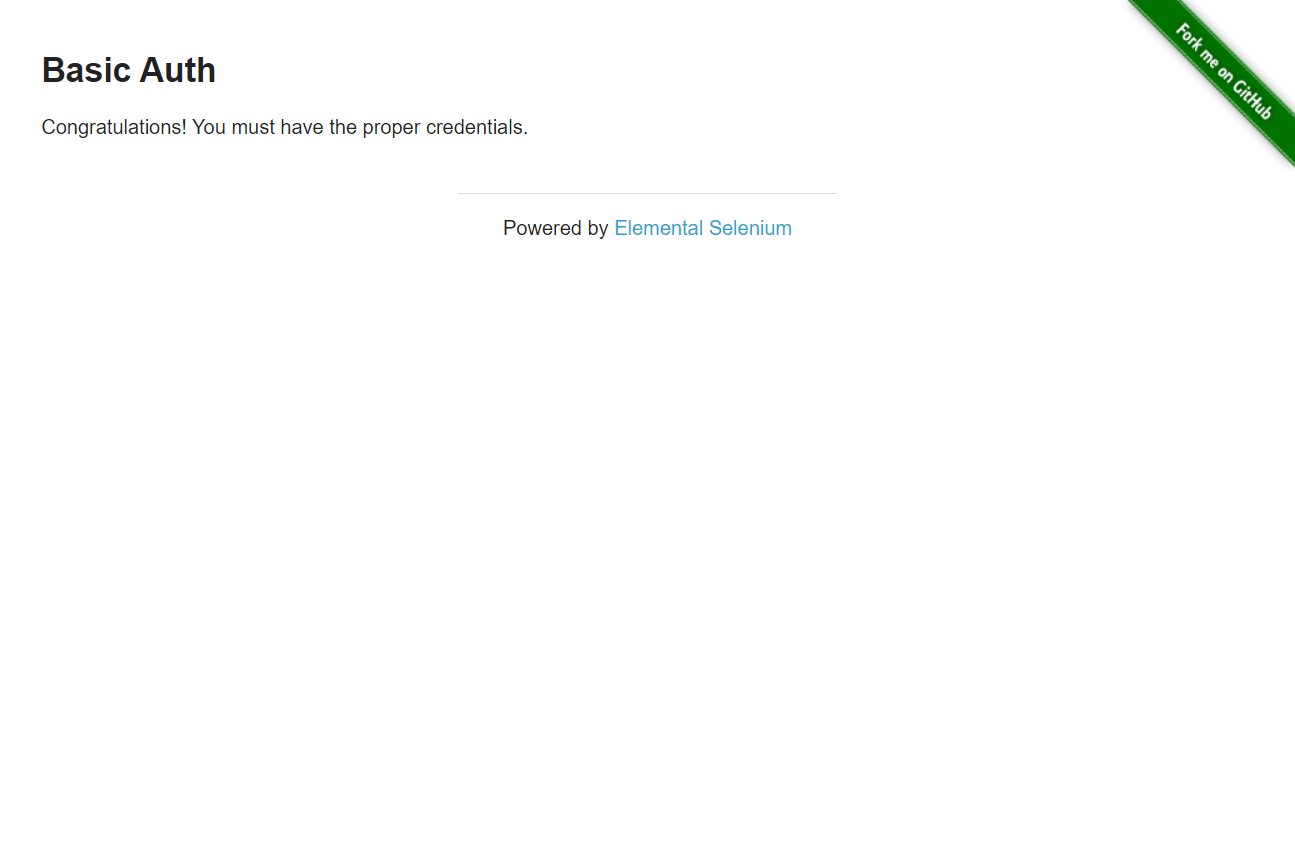 Fork me on GitHub
Basic Auth
Congratulations! You must have the proper credentials.
Powered by Elemental Selenium